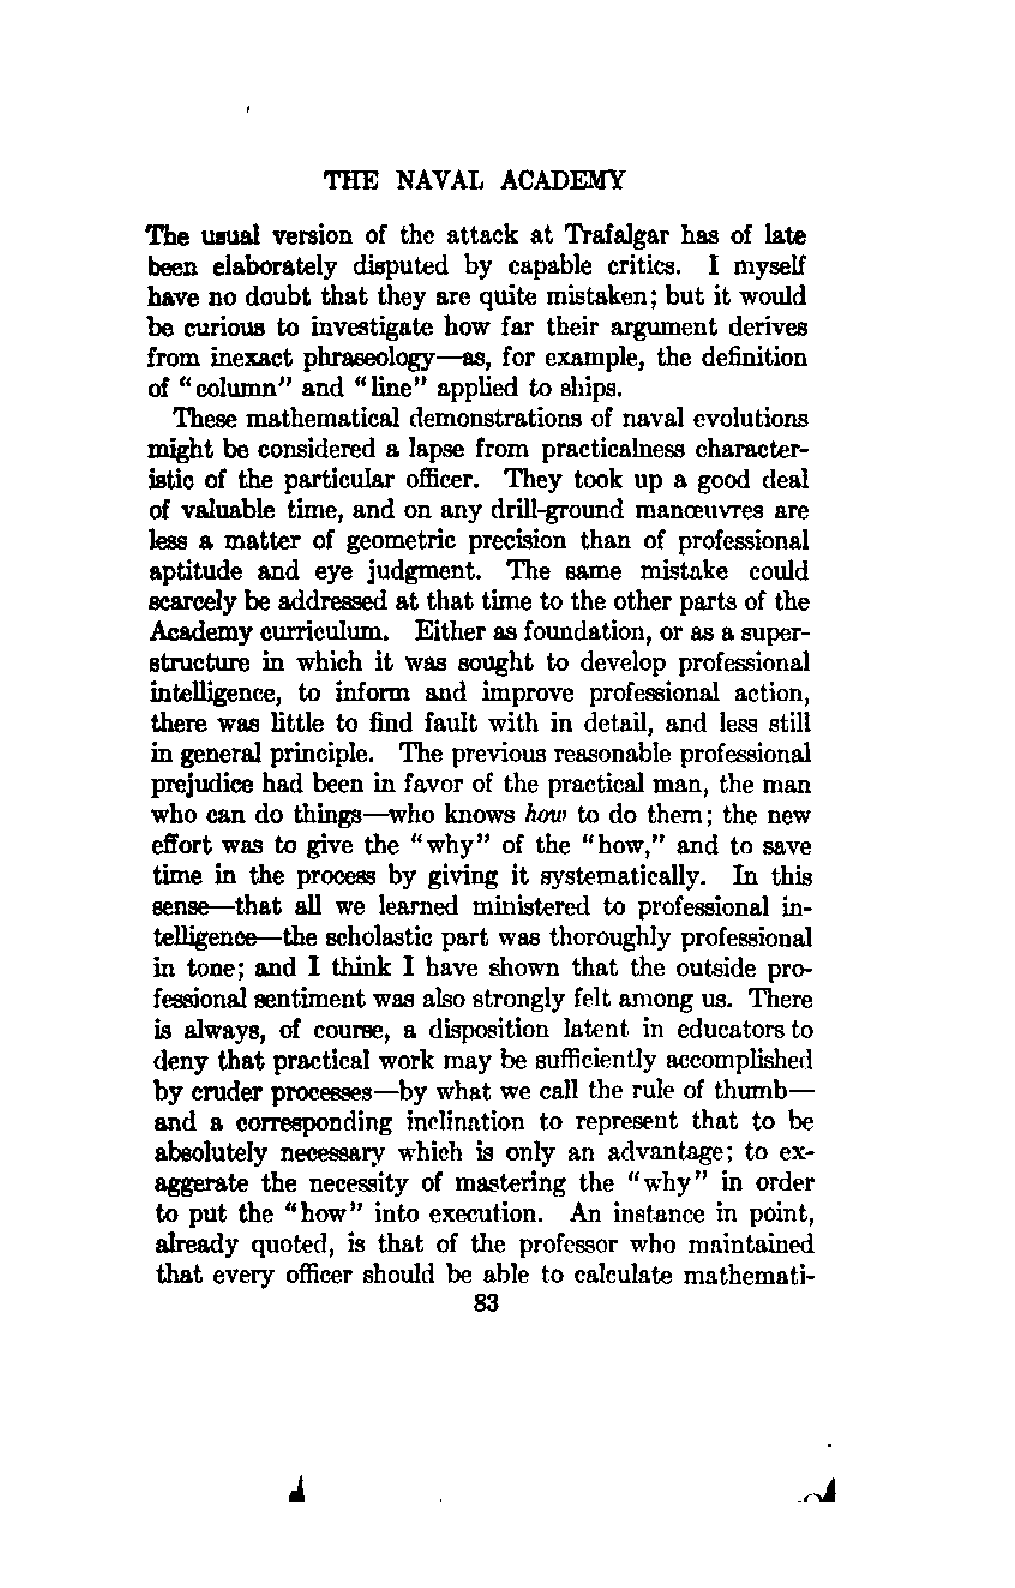 THE NAVAL ACADEMY
The usual version of the attack at Trafalgar has of late
been elaborately disputed by capable critics. I myself
have no doubt that they are quite mistaken; but it would
be curious to investigate how far their argument derives
from inexact phraseology—as, for example, the definition
of "column" and "line" applied to ships.
These mathematical demonstrations of naval evolutions
might be considered a lapse from practicalness character-
istic of the particular officer. They took up a good deal
of valuable time, and on any drill-ground manœuvres are
less a matter of geometric precision than of professional
aptitude and eye judgment. The same mistake could
scarcely be addressed at that time to the other parts of the
Academy curriculum. Either as foundation, or as a super-
structure in which it was sought to develop professional
intelligence, to inform and improve professional action,
there was little to find fault with in detail, and less still
in general principle. The previous reasonable professional
prejudice had been in favor of the practical man, the man
who can do things—who knows how to do them; the new
effort was to give the "why" of the "how," and to save
time in the process by giving it systematically. In this
sense—that all we learned ministered to professional in-
telligence—the scholastic part was thoroughly professional
in tone; and I think I have shown that the outside pro-
fessional sentiment was also strongly felt among us. There
is always, of course, a disposition latent in educators to
deny that practical work may be sufficiently accomplished
by cruder processes—by what we call the rule of thumb—
and a corresponding inclination to represent that to be
absolutely necessary which is only an advantage; to ex-
aggerate the necessity of mastering the "why" in order
to put the "how" into execution. An instance in point,
already quoted, is that of the professor who maintained
that every officer should be able to calculate mathemati-
83